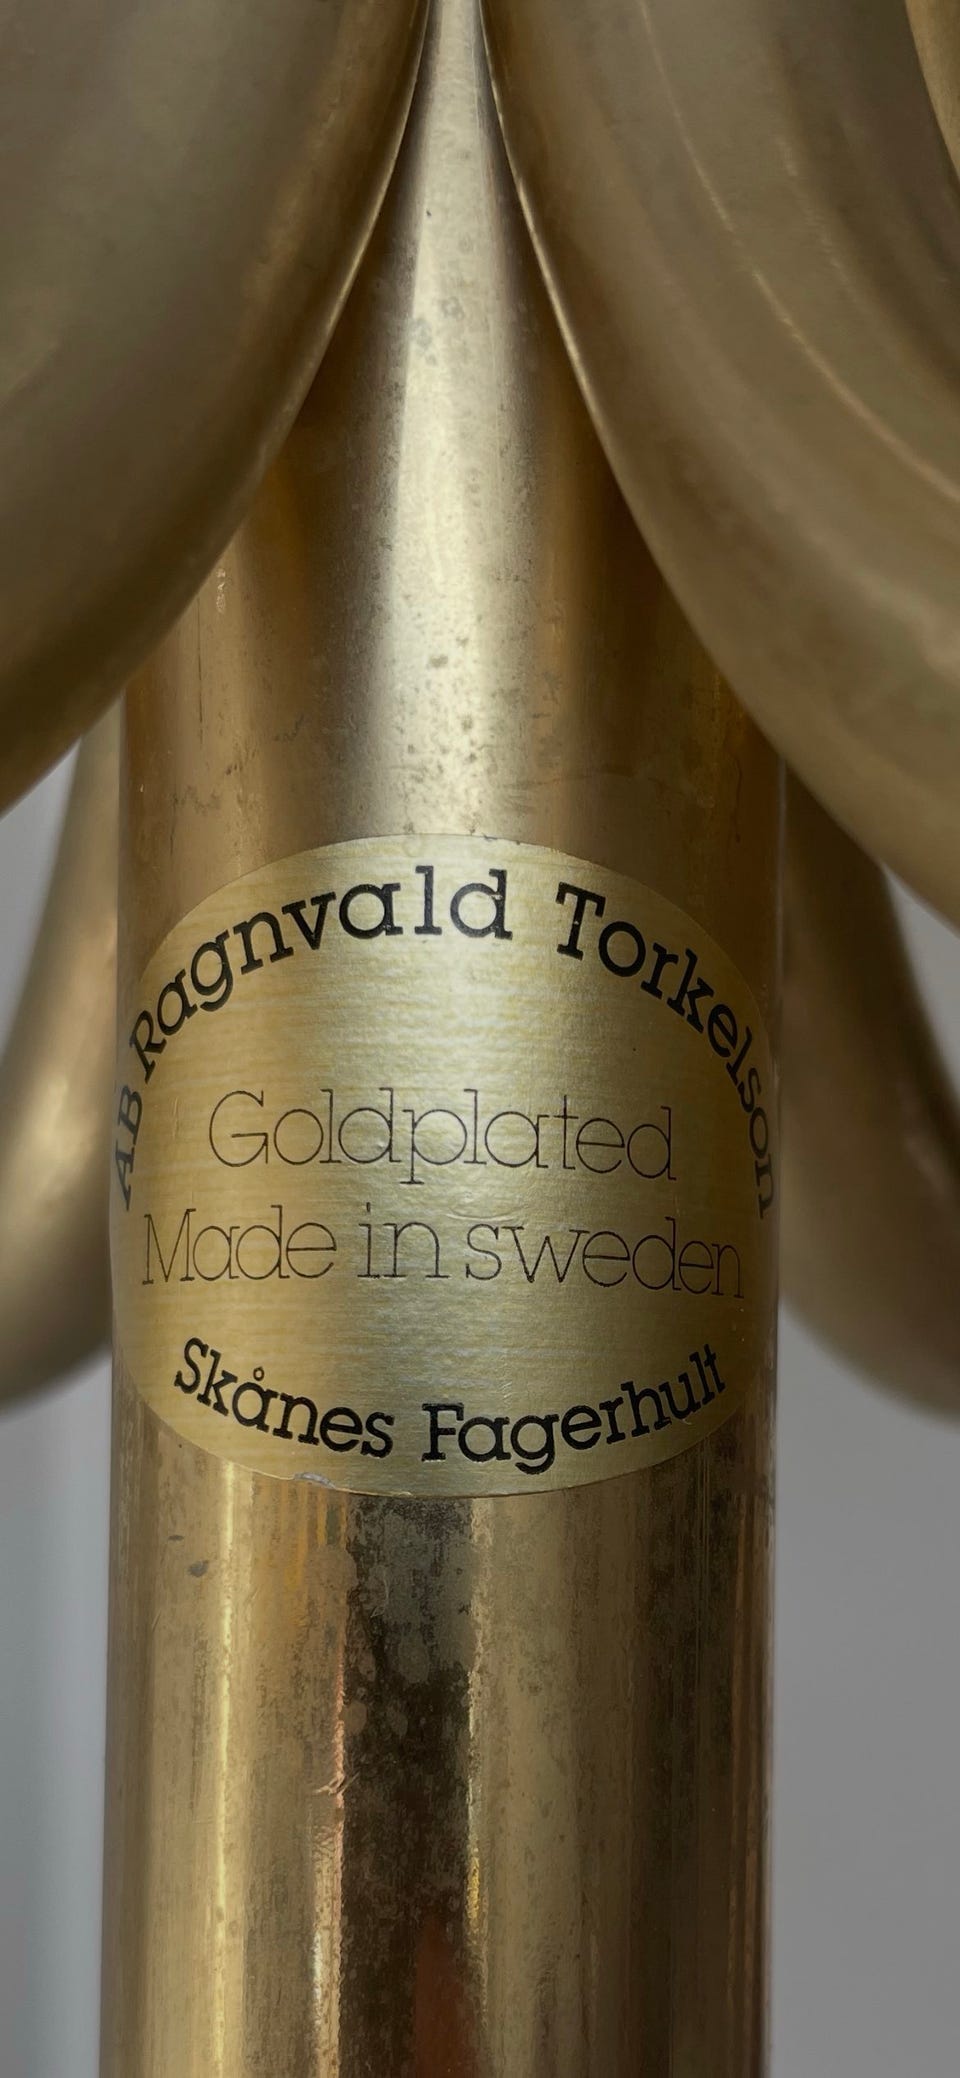 AB Ragnvald Torkelson
Goldplated
Made in sweden
Skånes Fagerhult